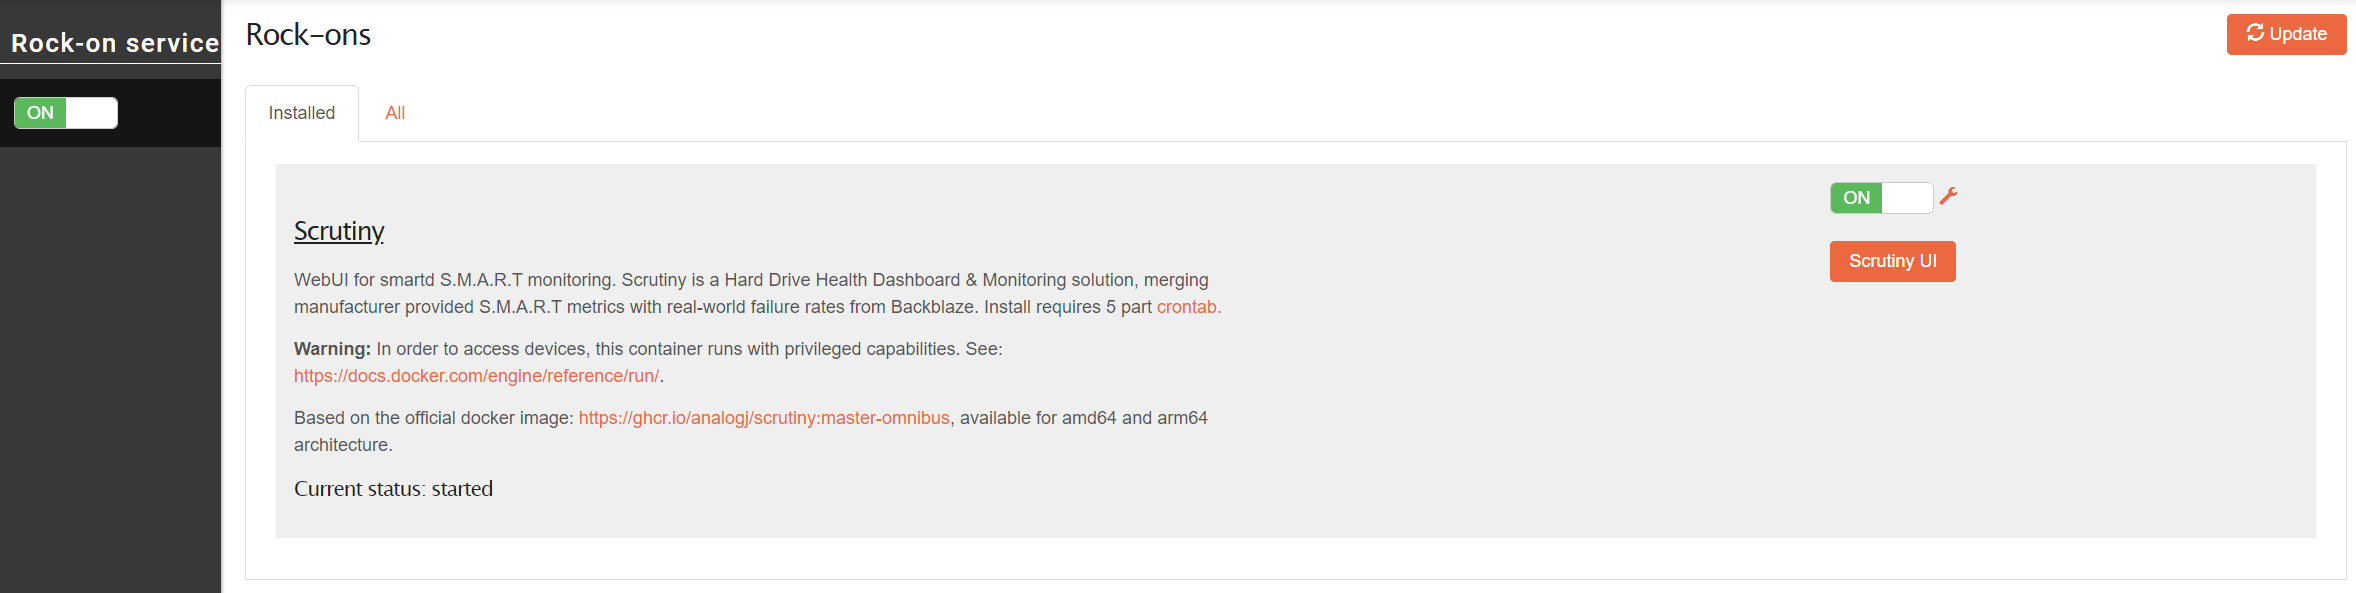 Rock-on service
ON
Rock-ons
Update
Installed
All
Scrutiny
WebUI for smartd S.M.A.R.T monitoring. Scrutiny is a Hard Drive Health Dashboard & Monitoring solution, merging
manufacturer provided S.M.A.R.T metrics with real-world failure rates from Backblaze. Install requires 5 part crontab.
Warning: In order to access devices, this container runs with privileged capabilities. See:
https://docs.docker.com/engine/reference/run/.
Based on the official docker image: https://ghcr.io/analogj/scrutiny:master-omnibus, available for amd64 and arm64
architecture.
Current status: started
ON
Scrutiny UI